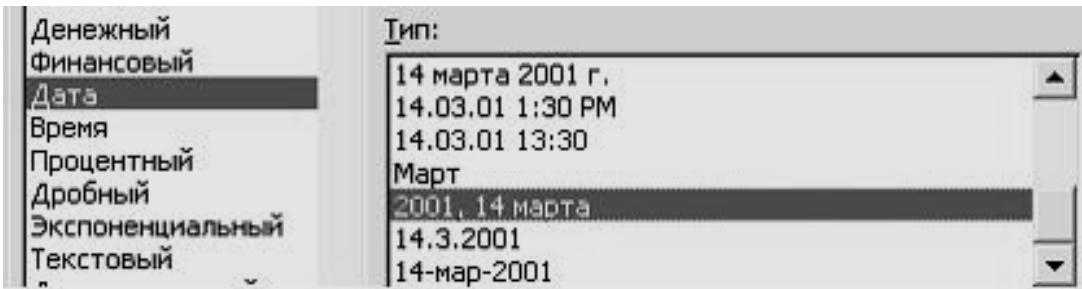 Денежный
Финансовый
Дата
Время
Процентный
Дробный
Экспоненциальный
Текстовый
Тип:
14 марта 2001 г.
14.03.01 1:30 PM
14.03.01 13:30
Март
2001, 14 марта
14.3.2001
14-мар-2001